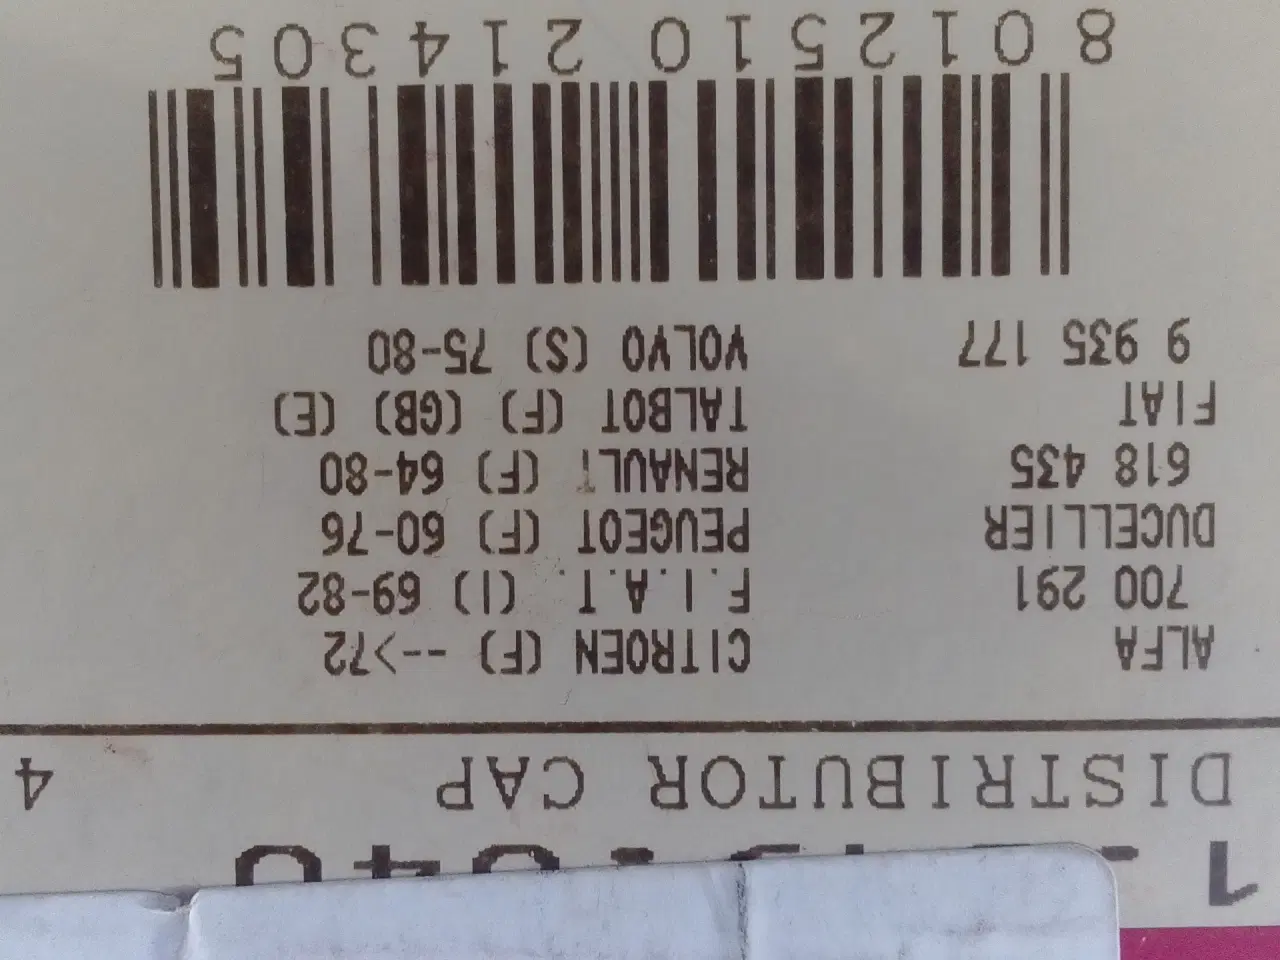 DISTRIBUTOR CAP 4
ALFA
700 291
DUCELLIER
618 435
FIAT
9 935 177
CITROEN (F) -->72
F.I.A.T. (I) 69-82
PEUGEOT (F) 60-76
RENAULT (F) 64-80
TALBOT (F) (GB) (E)
VOLVO (S) 75-80
8 012510 214305